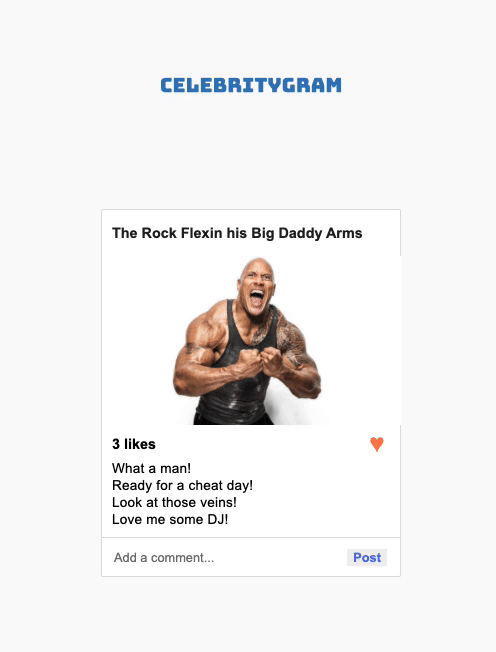 CELEBRITYGRAM
The Rock Flexin his Big Daddy Arms
3 likes
What a man!
Ready for a cheat day!
Look at those veins!
Love me some DJ!
Add a comment... Post